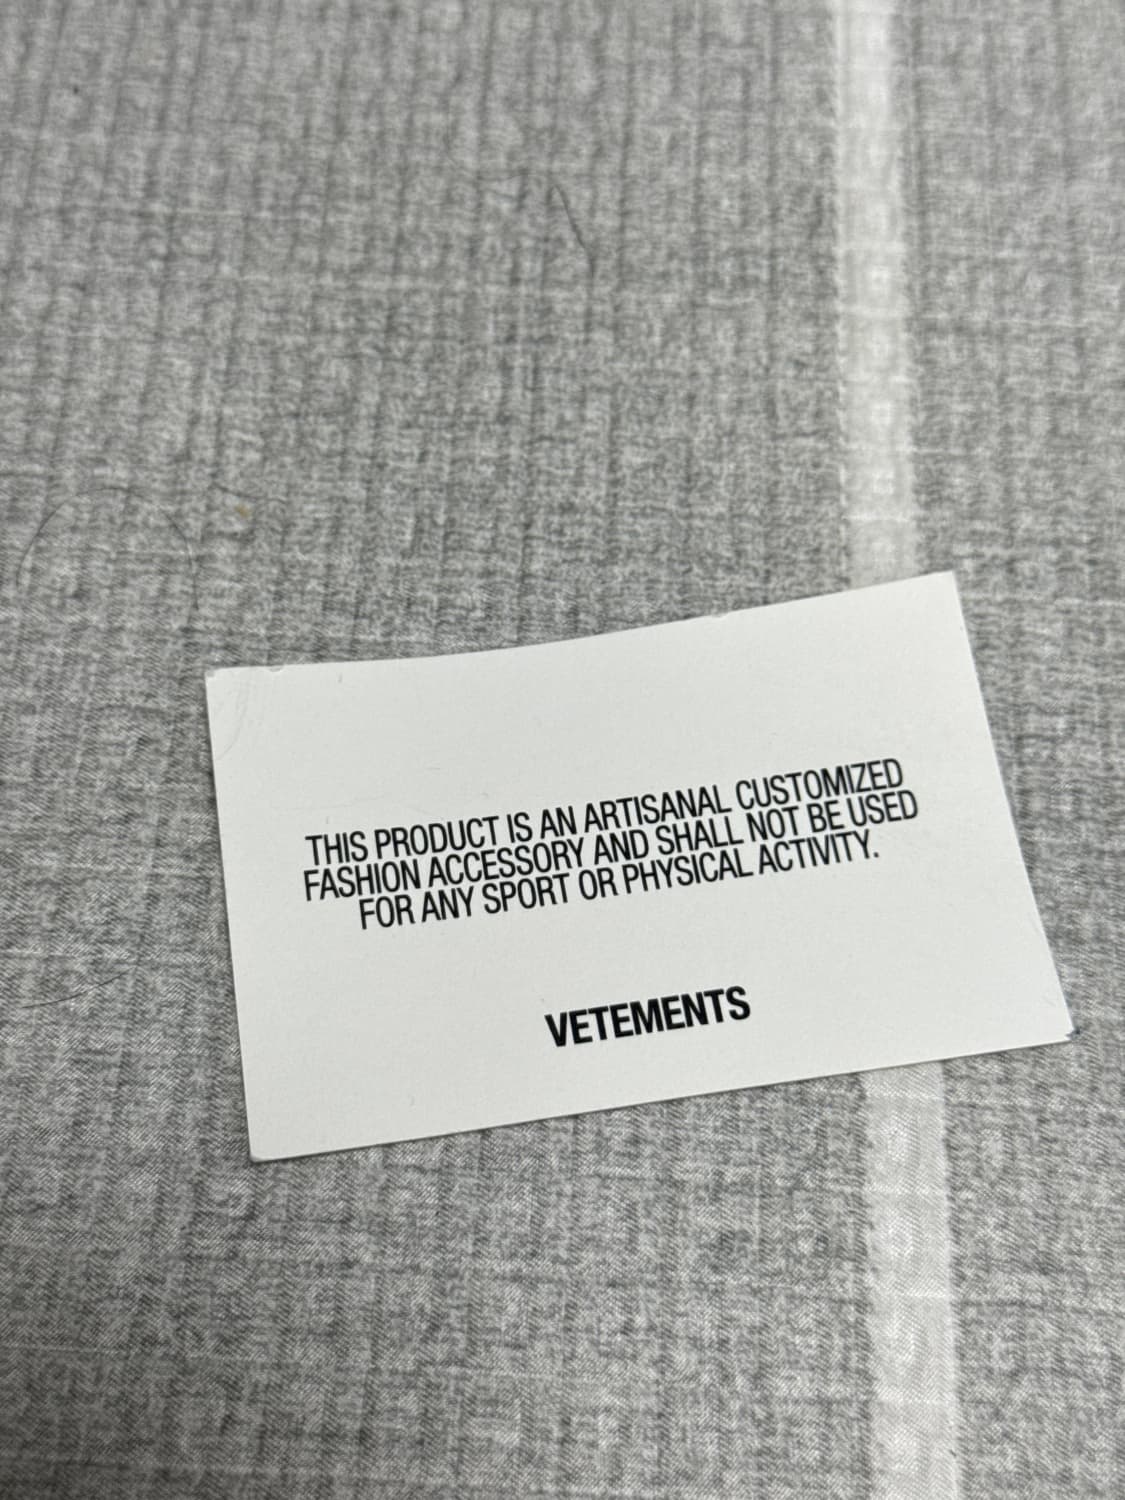 THIS PRODUCT IS AN ARTISANAL CUSTOMIZED
FASHION ACCESSORY AND SHALL NOT BE USED
FOR ANY SPORT OR PHYSICAL ACTIVITY.
VETEMENTS